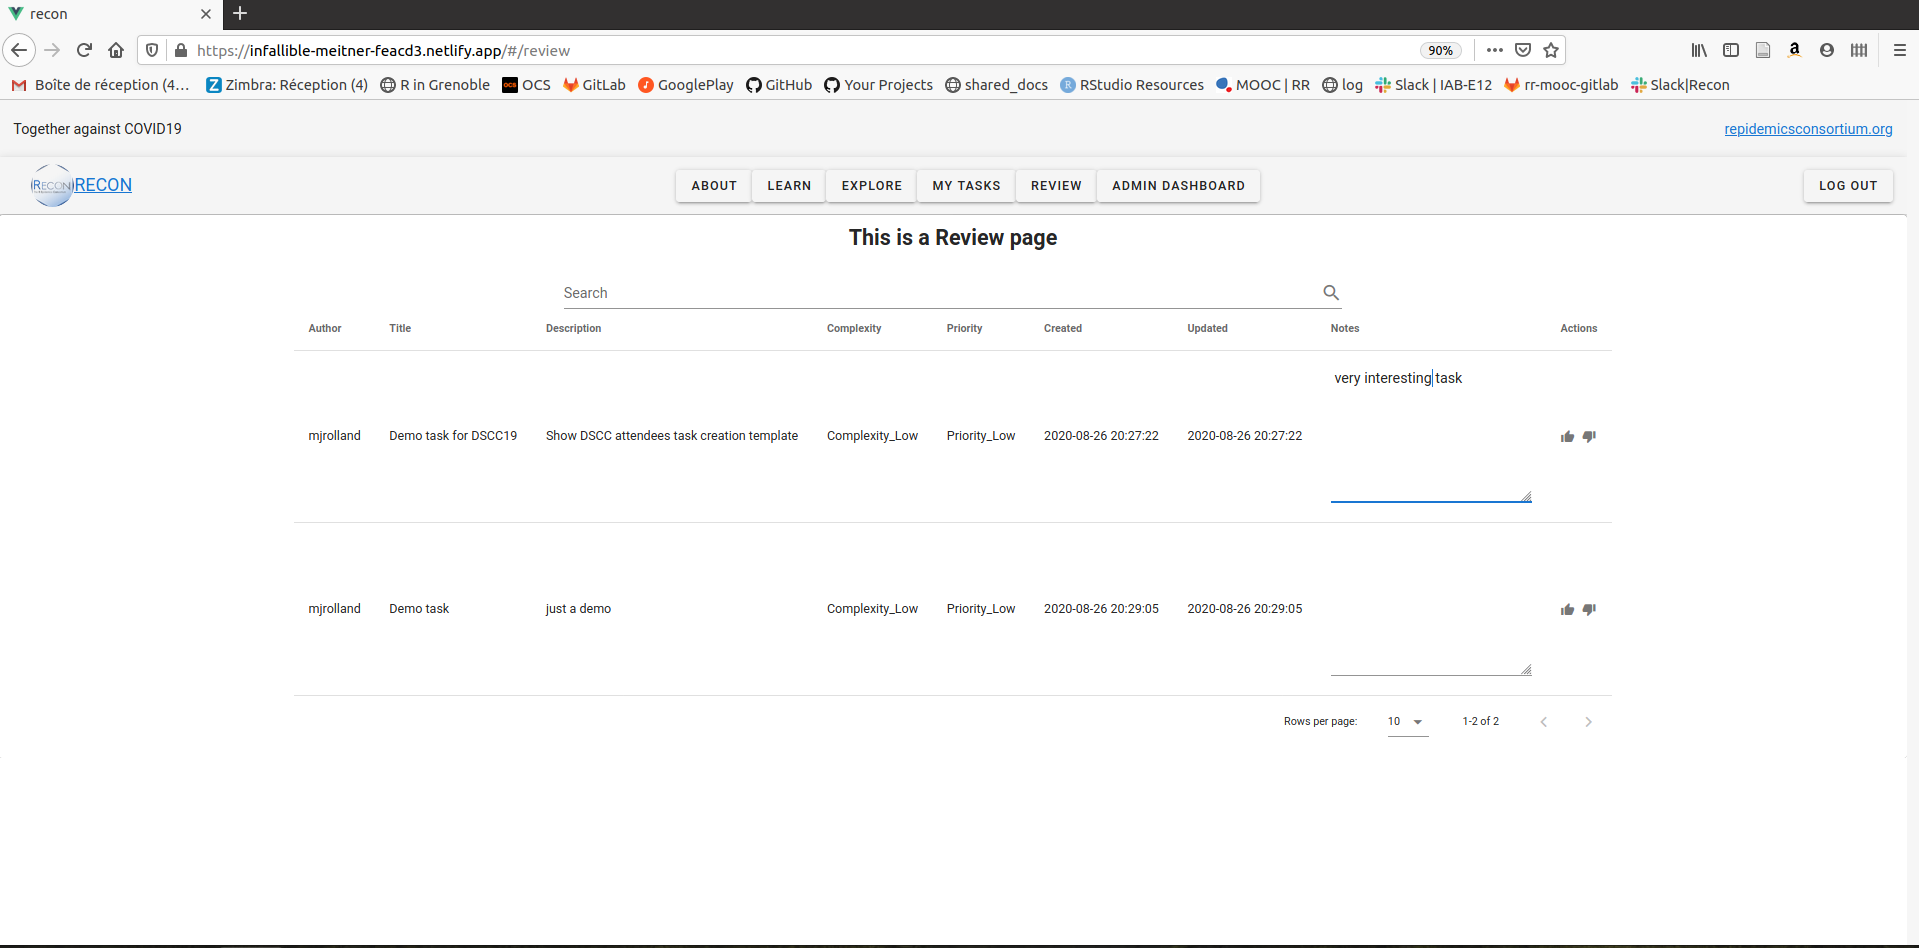 recon
https://infallible-meitner-feacd3.netlify.app/#/review 90%
Boîte de réception (4… Zimbra: Réception (4) R in Grenoble OCS GitLab GooglePlay GitHub Your Projects shared_docs RStudio Resources MOOC | RR log Slack | IAB-E12 rr-mooc-gitlab Slack|Recon
Together against COVID19 repidemicsconsortium.org
RECON RECON ABOUT LEARN EXPLORE MY TASKS REVIEW ADMIN DASHBOARD LOG OUT
This is a Review page
Search
Author Title Description Complexity Priority Created Updated Notes Actions
very interesting task
mjrolland Demo task for DSCC19 Show DSCC attendees task creation template Complexity_Low Priority_Low 2020-08-26 20:27:22 2020-08-26 20:27:22
mjrolland Demo task just a demo Complexity_Low Priority_Low 2020-08-26 20:29:05 2020-08-26 20:29:05
Rows per page: 10 1-2 of 2